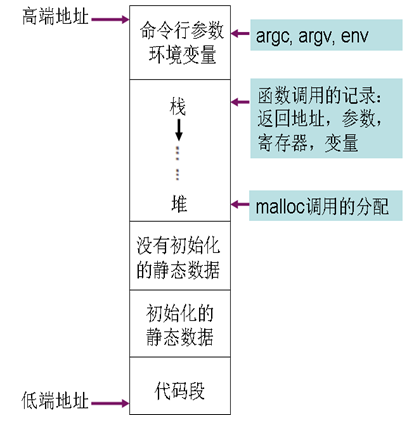 高端地址
命令行参数
环境变量
argc, argv, env
栈
函数调用的记录：
返回地址，参数，
寄存器，变量
堆
malloc调用的分配
没有初始化
的静态数据
初始化的
静态数据
代码段
低端地址